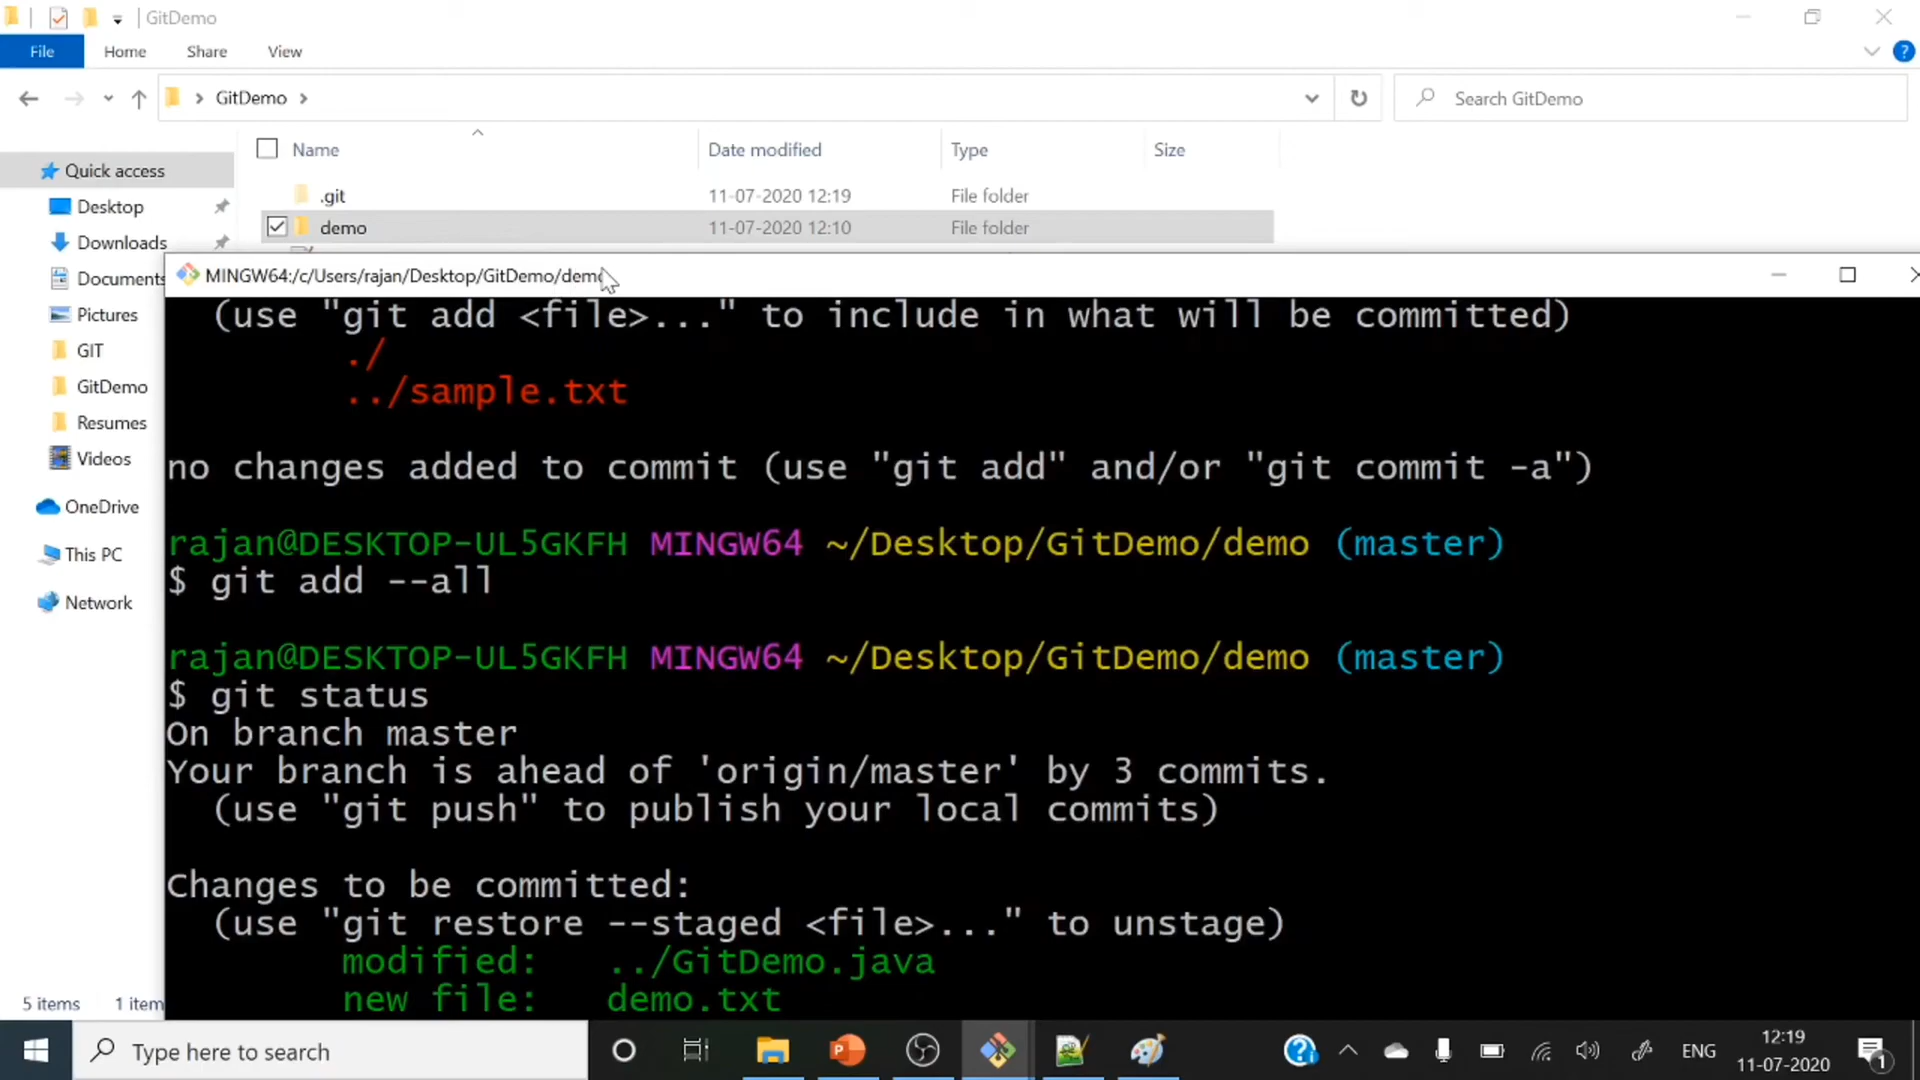 GitDemo
File
Home
Share
View
GitDemo
Search GitDemo
Name
Date modified
Type
Size
.git
11-07-2020 12:19
File folder
demo
11-07-2020 12:10
File folder
Quick access
Desktop
Downloads
Documents
Pictures
GIT
GitDemo
Resumes
Videos
OneDrive
This PC
Network
5 items
1 item
MINGW64:/c/Users/rajan/Desktop/GitDemo/demo
(use "git add <file>..." to include in what will be committed)
./
../sample.txt
no changes added to commit (use "git add" and/or "git commit -a")
rajan@DESKTOP-UL5GKFH MINGW64 ~/Desktop/GitDemo/demo (master)
$ git add --all
rajan@DESKTOP-UL5GKFH MINGW64 ~/Desktop/GitDemo/demo (master)
$ git status
On branch master
Your branch is ahead of 'origin/master' by 3 commits.
(use "git push" to publish your local commits)
Changes to be committed:
(use "git restore --staged <file>..." to unstage)
modified: ../GitDemo.java
new file: demo.txt
Type here to search
ENG
12:19
11-07-2020
1